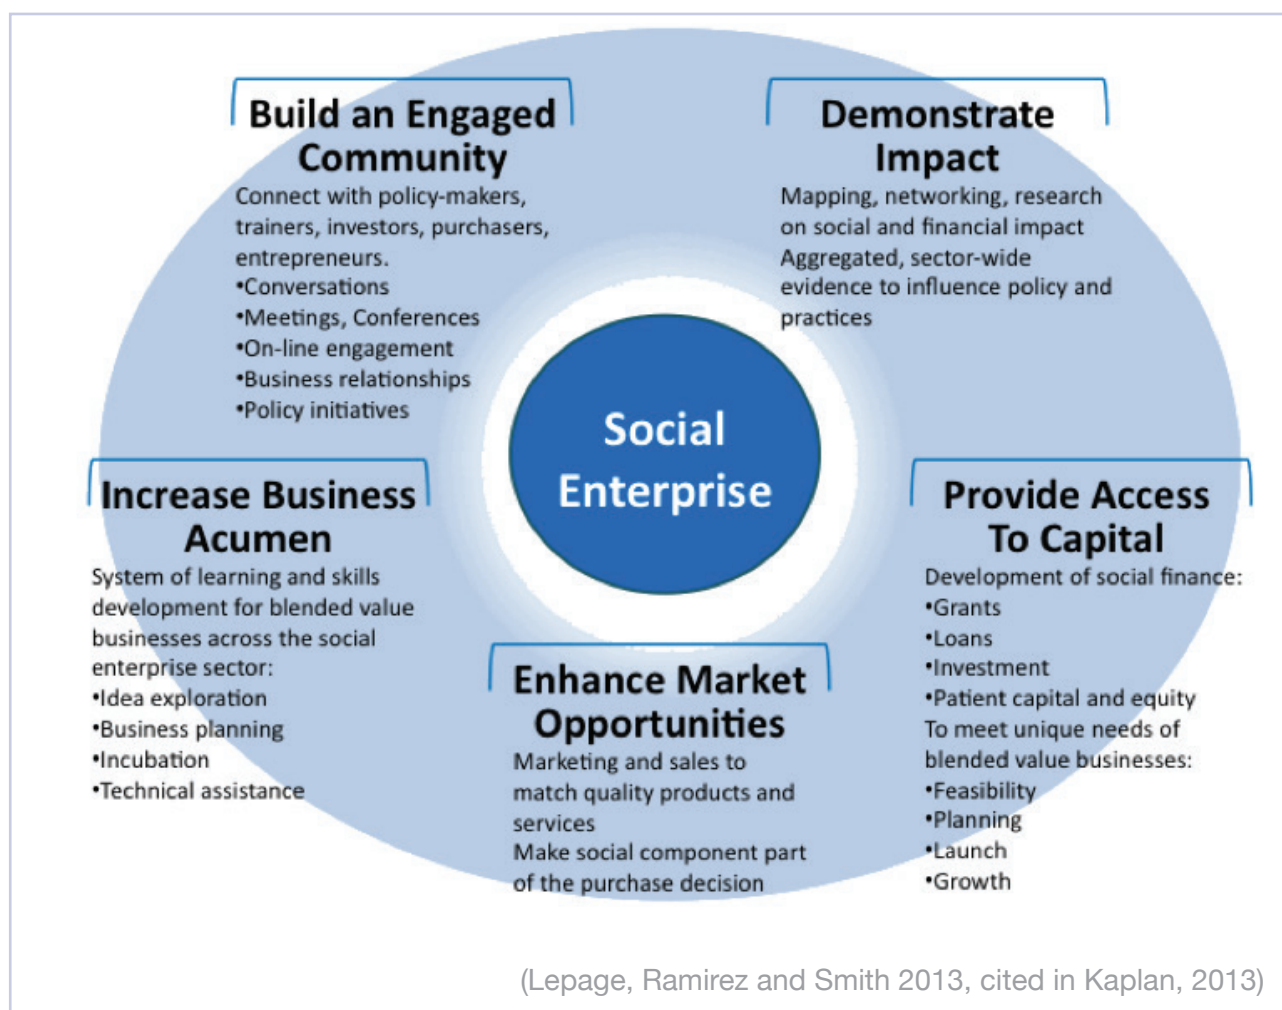 Build an Engaged
Community
Connect with policy-makers,
trainers, investors, purchasers,
entrepreneurs.
•Conversations
•Meetings, Conferences
•On-line engagement
•Business relationships
•Policy initiatives
Demonstrate
Impact
Mapping, networking, research
on social and financial impact
Aggregated, sector-wide
evidence to influence policy and
practices
Social
Enterprise
Increase Business
Acumen
System of learning and skills
development for blended value
businesses across the social
enterprise sector:
•Idea exploration
•Business planning
•Incubation
•Technical assistance
Enhance Market
Opportunities
Marketing and sales to
match quality products and
services
Make social component part
of the purchase decision
Provide Access
To Capital
Development of social finance:
•Grants
•Loans
•Investment
•Patient capital and equity
To meet unique needs of
blended value businesses:
•Feasibility
•Planning
•Launch
•Growth
(Lepage, Ramirez and Smith 2013, cited in Kaplan, 2013)